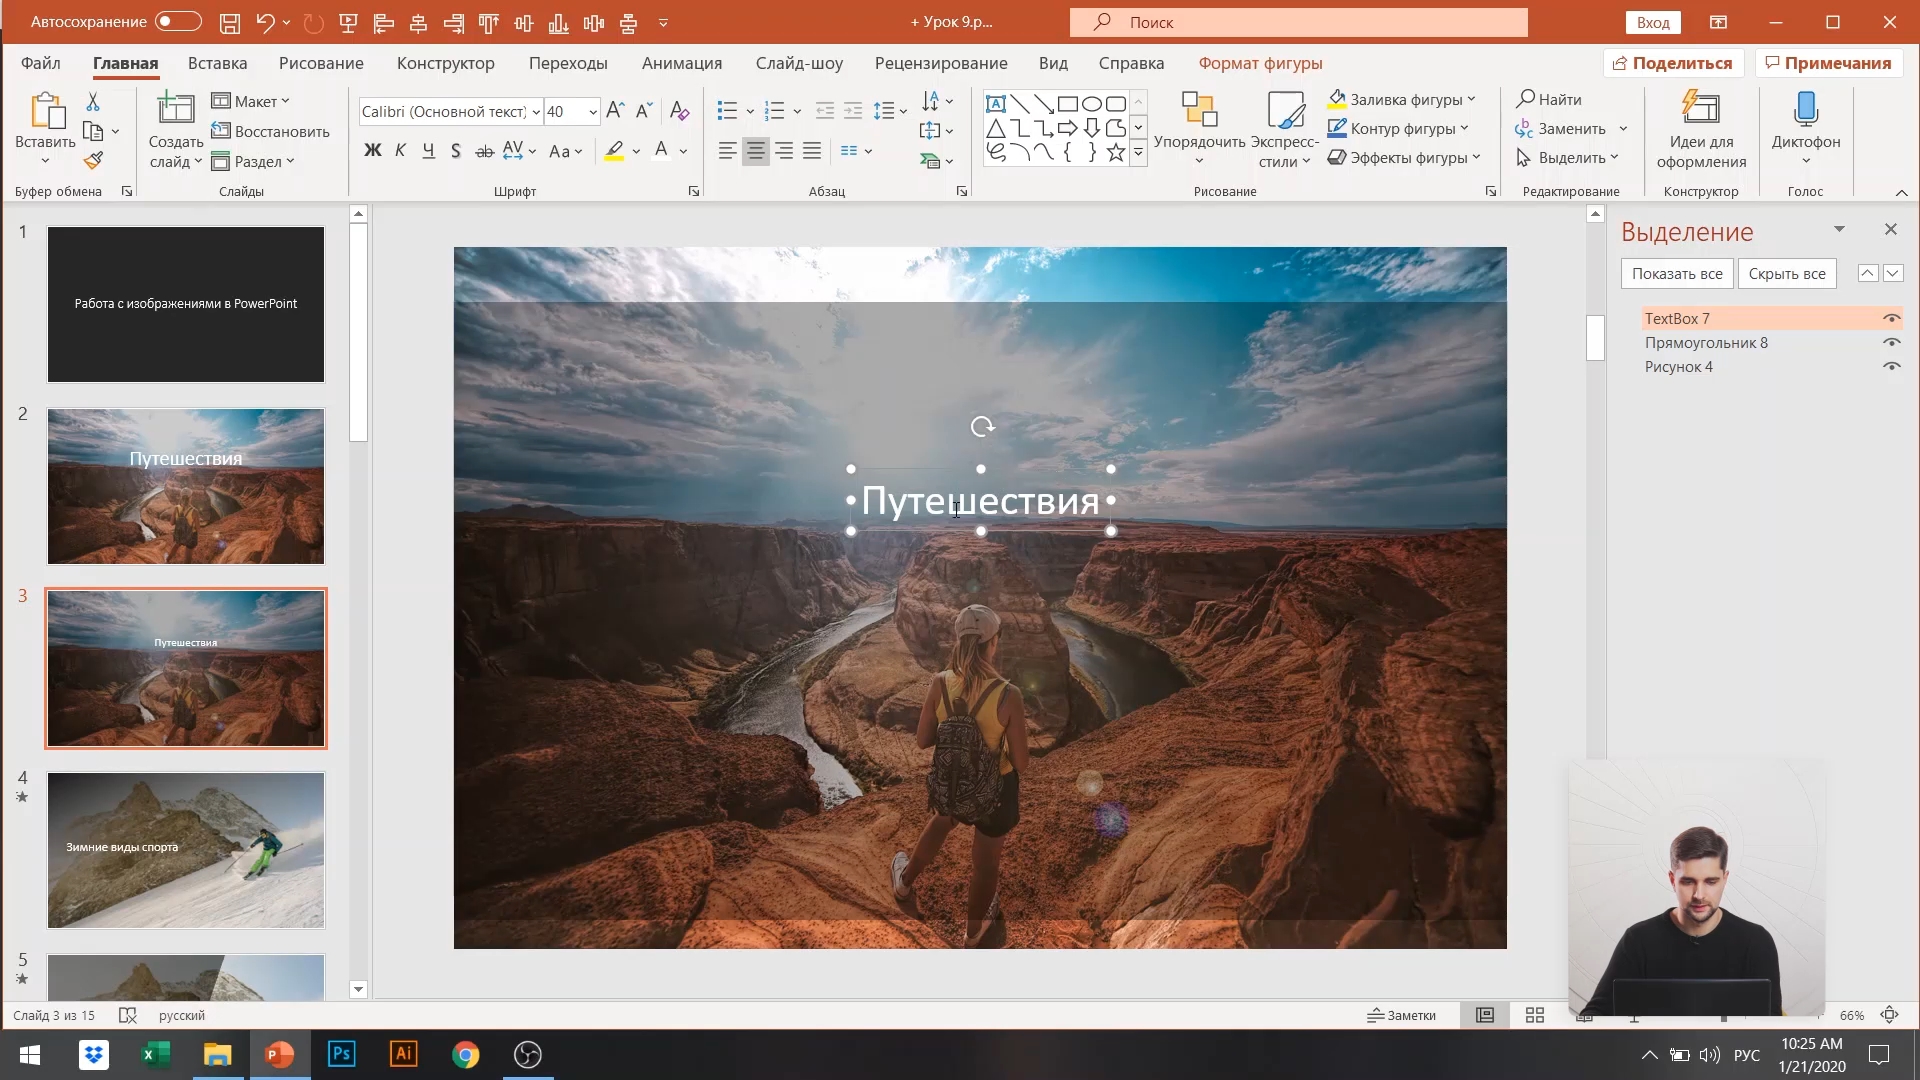 Автосохранение
+ Урок 9.p...
Поиск
Вход
Файл
Главная
Вставка
Рисование
Конструктор
Переходы
Анимация
Слайд-шоу
Рецензирование
Вид
Справка
Формат фигуры
Поделиться
Примечания
Вставить
Буфер обмена
Создать
слайд
Макет
Восстановить
Раздел
Слайды
Calibri (Основной текст)
40
Ж К Ч S ab AV Aa A
Шрифт
Абзац
Упорядочить
Экспресс-
стили
Заливка фигуры
Контур фигуры
Эффекты фигуры
Рисование
Найти
Заменить
Выделить
Редактирование
Идеи для
оформления
Конструктор
Диктофон
Голос
1
Работа с изображениями в PowerPoint
2
Путешествия
3
Путешествия
4
Зимние виды спорта
5
Путешествия
Выделение
Показать все
Скрыть все
TextBox 7
Прямоугольник 8
Рисунок 4
Слайд 3 из 15
русский
Заметки
66%
Ps
Ai
РУС
10:25 AM
1/21/2020